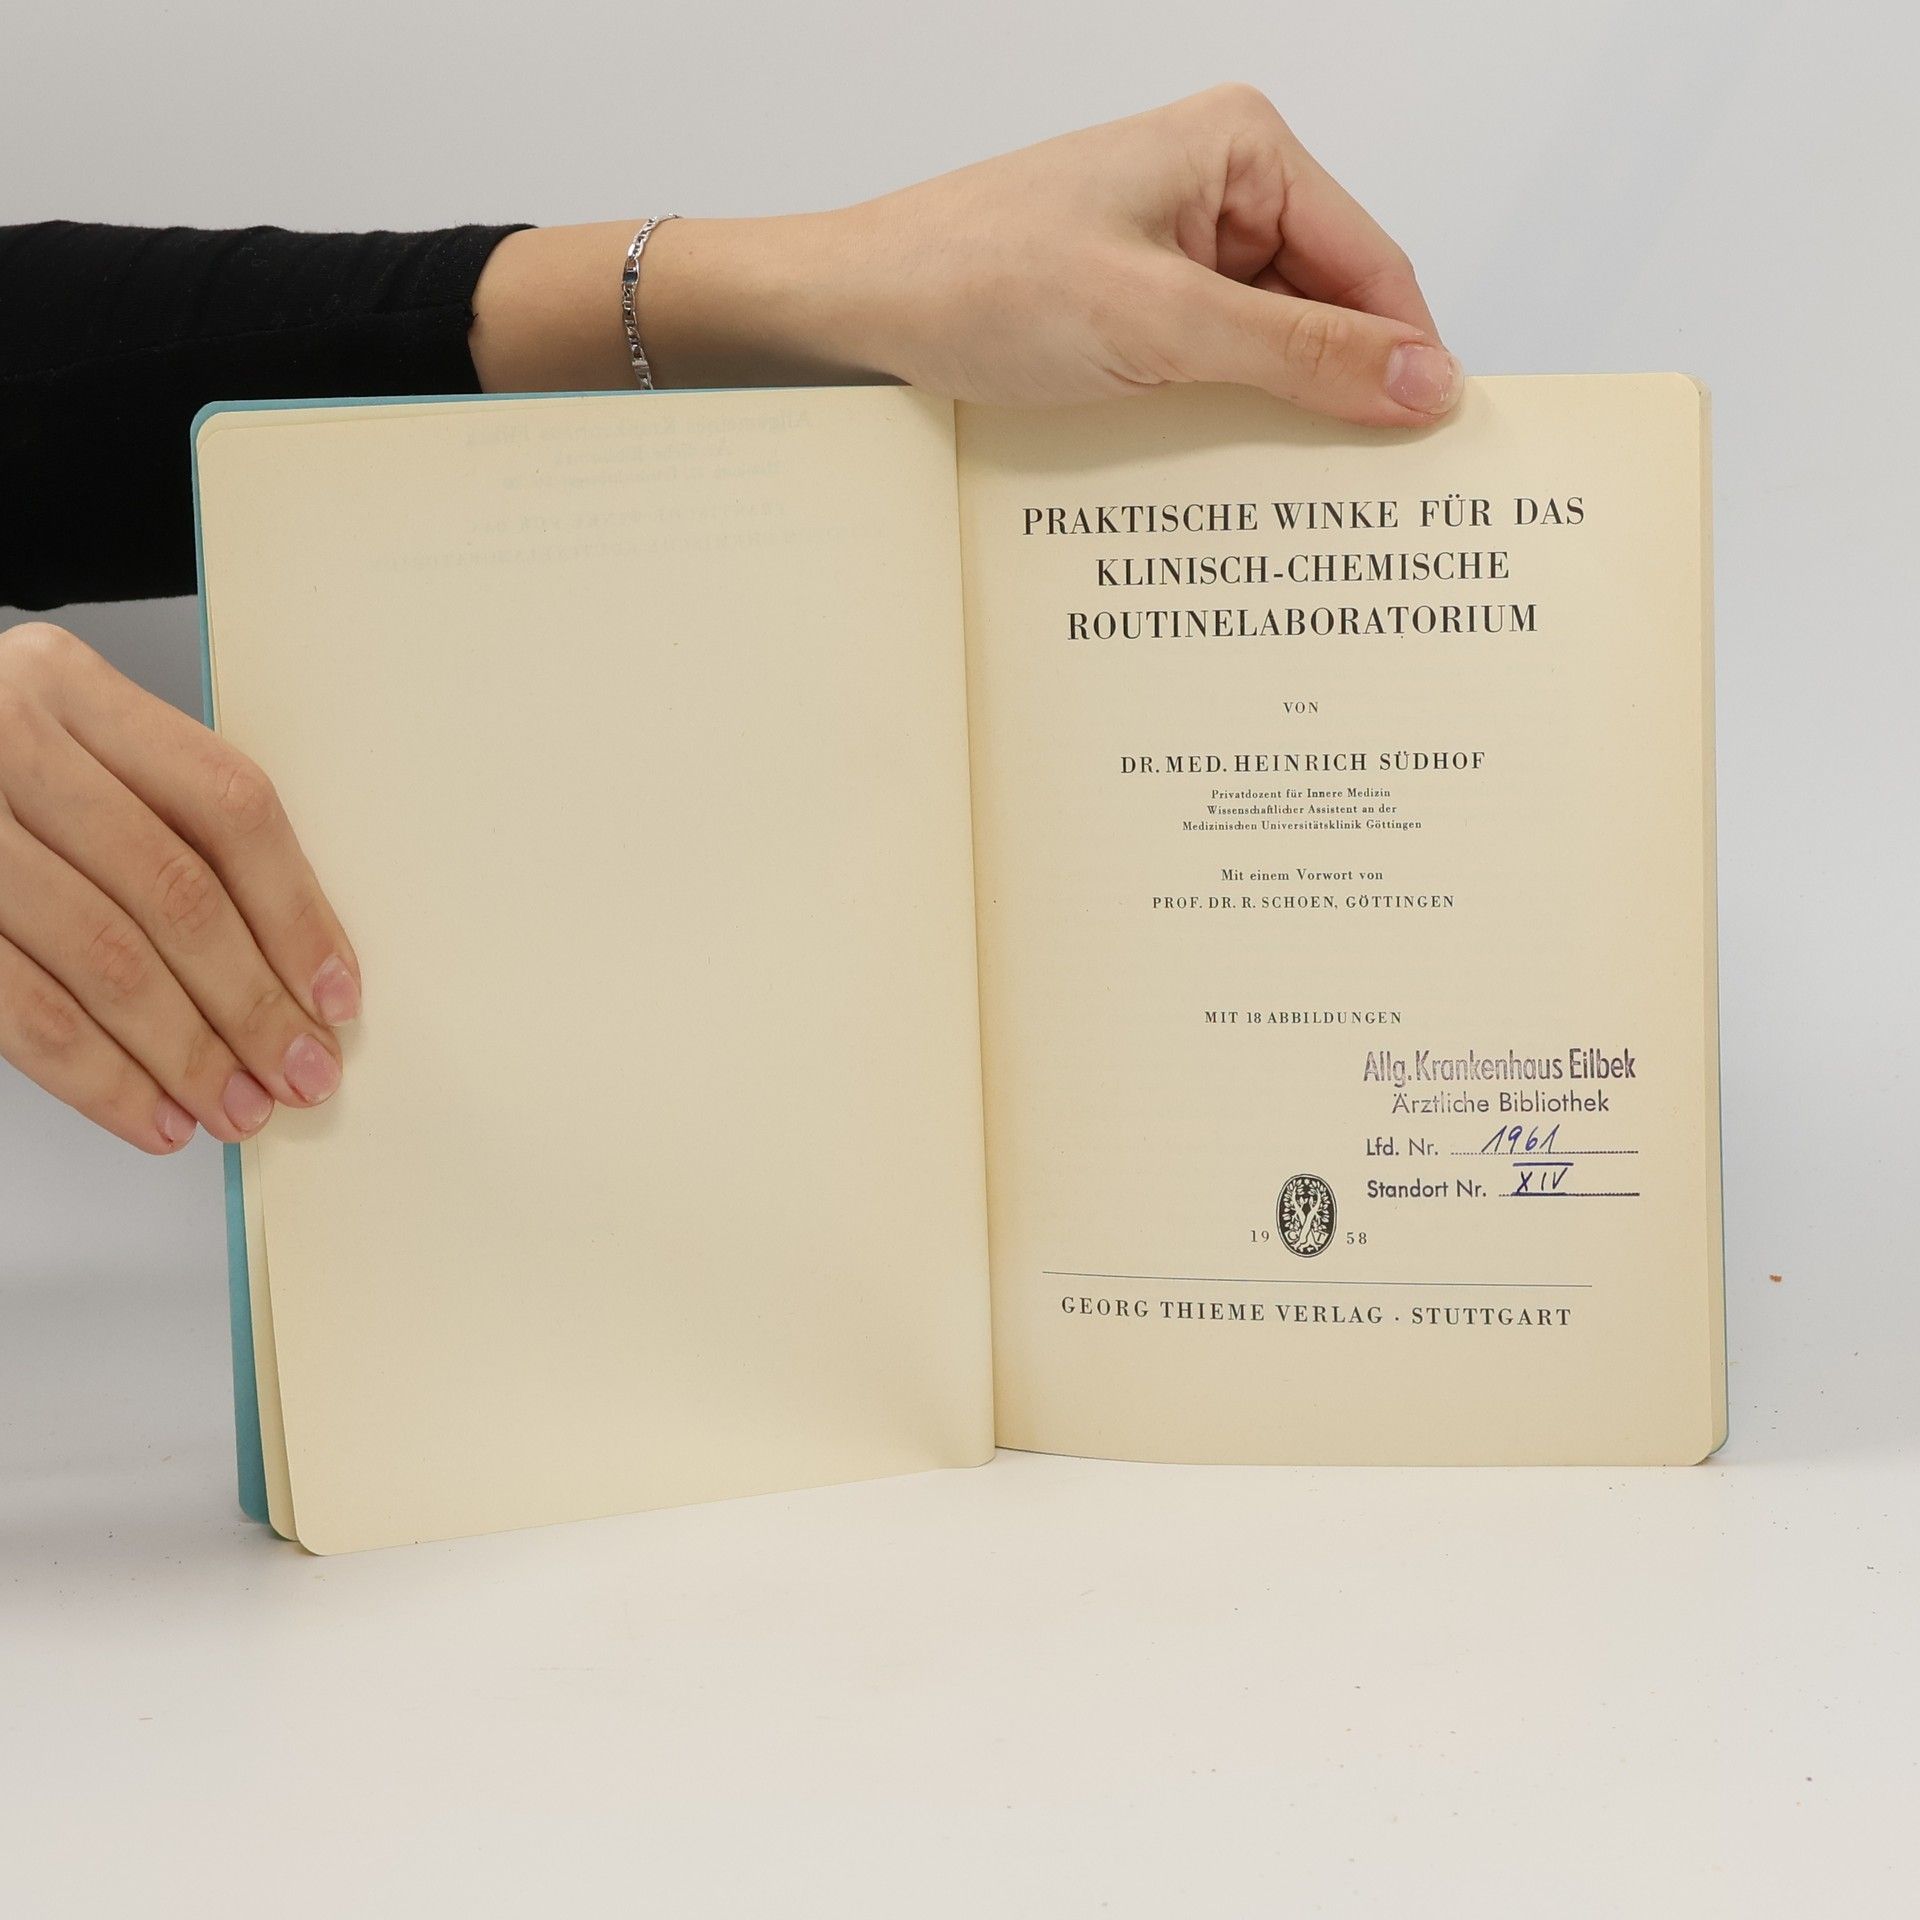 PRAKTISCHE WINKE FÜR DAS
KLINISCH-CHEMISCHE
ROUTINELABORATORIUM
VON
DR. MED. HEINRICH SÜDHOF
Privatdozent für Innere Medizin
Wissenschaftlicher Assistent an der
Medizinischen Universitätsklinik Göttingen
Mit einem Vorwort von
PROF. DR. R. SCHOEN, GÖTTINGEN
MIT 18 ABBILDUNGEN
Allg. Krankenhaus Eilbek
Ärztliche Bibliothek
Lfd. Nr. 1961
Standort Nr. XIV
19 58
GEORG THIEME VERLAG · STUTTGART